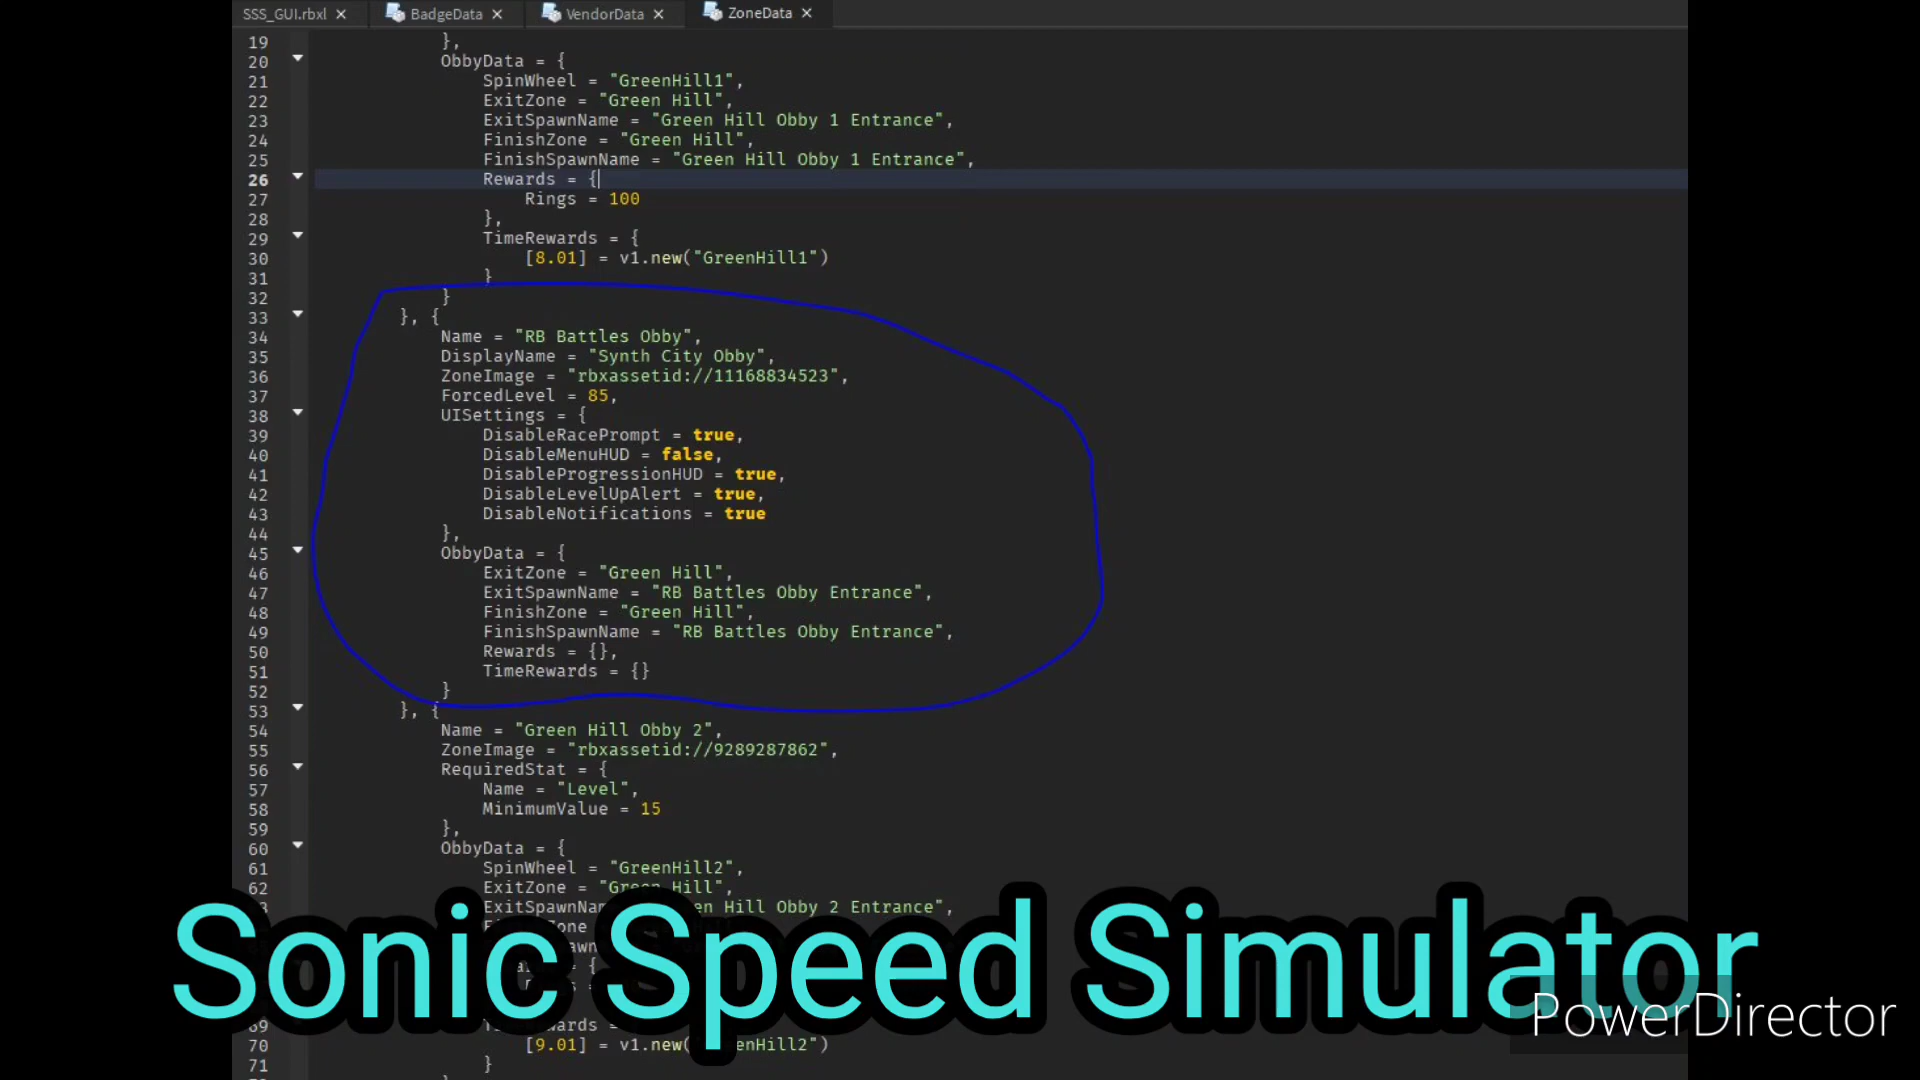 SSS_GUI.rbxl × BadgeData × VendorData × ZoneData ×
19 },
20 ObbyData = {
21 SpinWheel = "GreenHill1",
22 ExitZone = "Green Hill",
23 ExitSpawnName = "Green Hill Obby 1 Entrance",
24 FinishZone = "Green Hill",
25 FinishSpawnName = "Green Hill Obby 1 Entrance",
26 Rewards = {
27 Rings = 100
28 },
29 TimeRewards = {
30 [8.01] = v1.new("GreenHill1")
31 }
32 }
33 }, {
34 Name = "RB Battles Obby",
35 DisplayName = "Synth City Obby",
36 ZoneImage = "rbxassetid://11168834523",
37 ForcedLevel = 85,
38 UISettings = {
39 DisableRacePrompt = true,
40 DisableMenuHUD = false,
41 DisableProgressionHUD = true,
42 DisableLevelUpAlert = true,
43 DisableNotifications = true
44 },
45 ObbyData = {
46 ExitZone = "Green Hill",
47 ExitSpawnName = "RB Battles Obby Entrance",
48 FinishZone = "Green Hill",
49 FinishSpawnName = "RB Battles Obby Entrance",
50 Rewards = {},
51 TimeRewards = {}
52 }
53 }, {
54 Name = "Green Hill Obby 2",
55 ZoneImage = "rbxassetid://9289287862",
56 RequiredStat = {
57 Name = "Level",
58 MinimumValue = 15
59 },
60 ObbyData = {
61 SpinWheel = "GreenHill2",
62 ExitZone = "Green Hill",
Hill Obby 2 Entrance",
Sonic Speed Simulator
PowerDirector
69
70 [9.01] = v1.new(
71 }